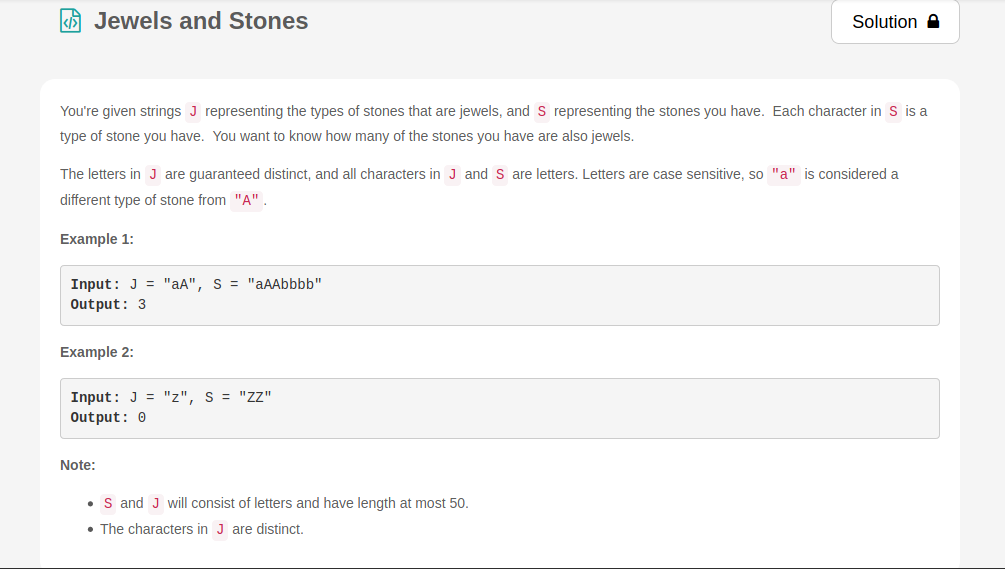 Jewels and Stones
Solution
You're given strings J representing the types of stones that are jewels, and S representing the stones you have. Each character in S is a
type of stone you have. You want to know how many of the stones you have are also jewels.
The letters in J are guaranteed distinct, and all characters in J and S are letters. Letters are case sensitive, so "a" is considered a
different type of stone from "A".
Example 1:
Input: J = "aA", S = "aAAbbbb"
Output: 3
Example 2:
Input: J = "z", S = "ZZ"
Output: 0
Note:
• S and J will consist of letters and have length at most 50.
• The characters in J are distinct.